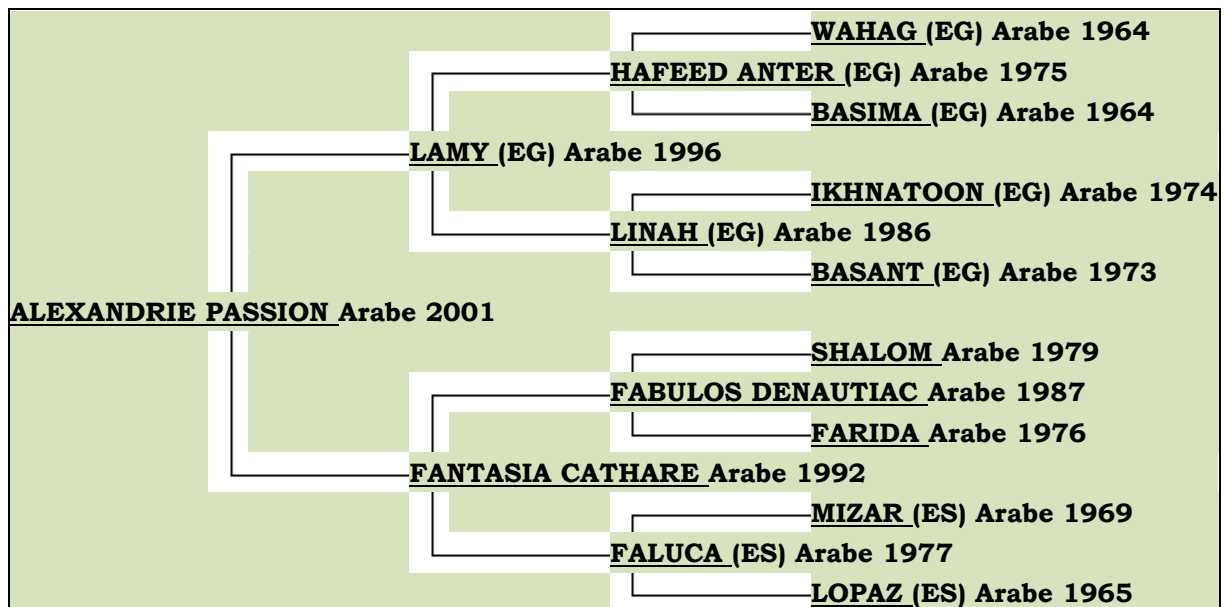 WAHAG (EG) Arabe 1964
HAFEED ANTER (EG) Arabe 1975
BASIMA (EG) Arabe 1964
LAMY (EG) Arabe 1996
IKHNATOON (EG) Arabe 1974
LINAH (EG) Arabe 1986
BASANT (EG) Arabe 1973
ALEXANDRIE PASSION Arabe 2001
SHALOM Arabe 1979
FABULOS DENAUTIAC Arabe 1987
FARIDA Arabe 1976
FANTASIA CATHARE Arabe 1992
MIZAR (ES) Arabe 1969
FALUCA (ES) Arabe 1977
LOPAZ (ES) Arabe 1965